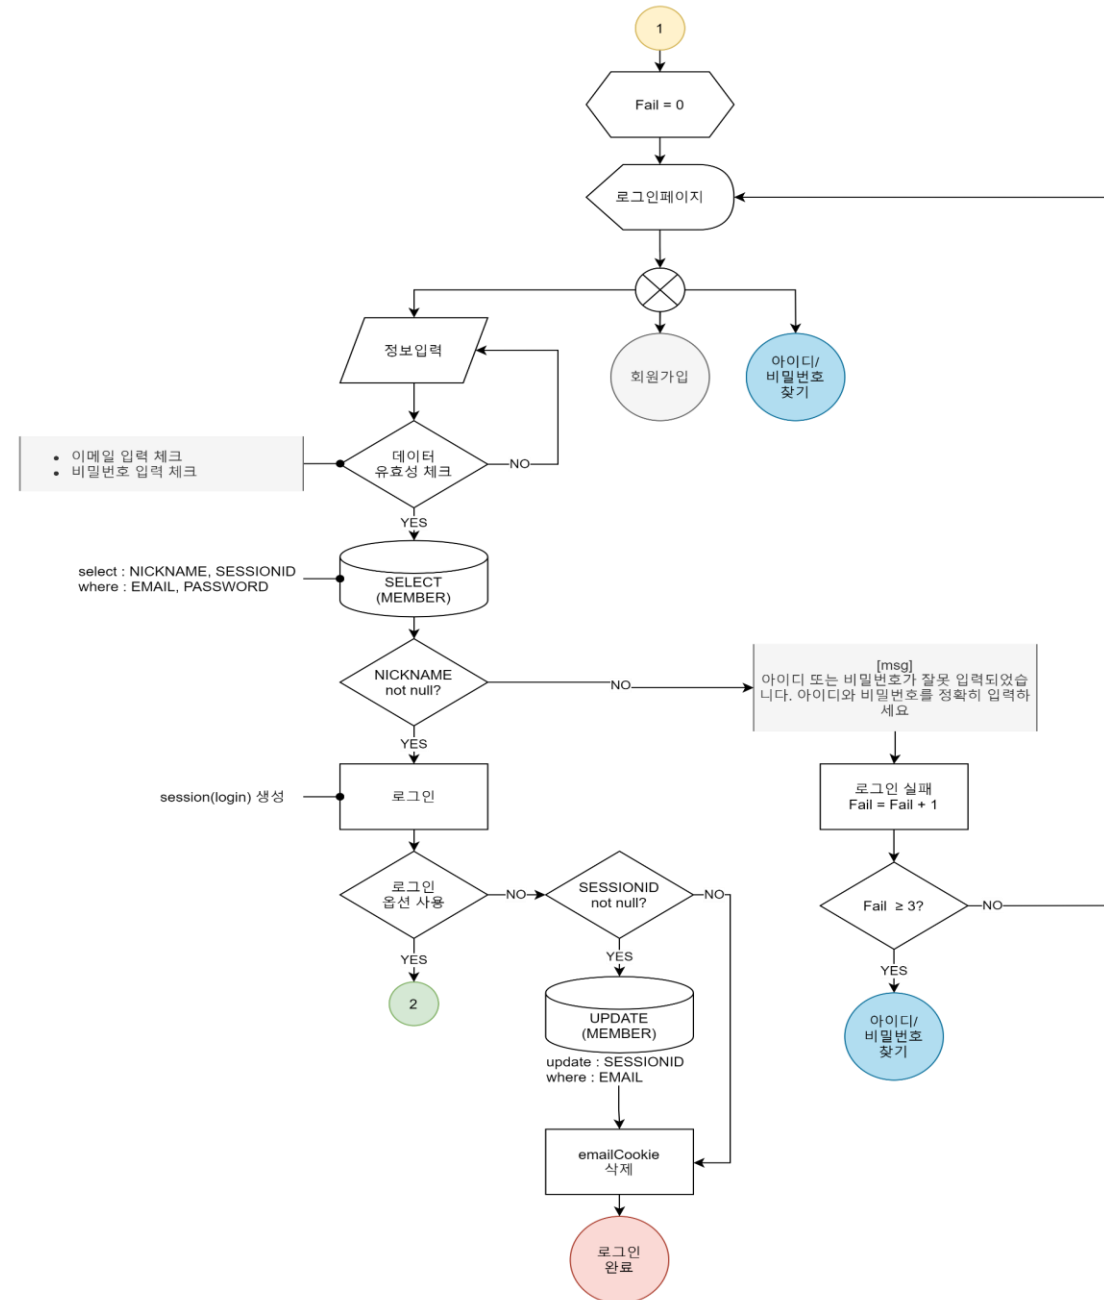 1
Fail = 0
로그인페이지
정보입력
회원가입
아이디/
비밀번호
찾기
• 이메일 입력 체크
• 비밀번호 입력 체크
데이터
유효성 체크
NO
YES
select : NICKNAME, SESSIONID
where : EMAIL, PASSWORD
SELECT
(MEMBER)
NICKNAME
not null?
NO
[msg]
아이디 또는 비밀번호가 잘못 입력되었습
니다. 아이디와 비밀번호를 정확히 입력하
세요
YES
session(login) 생성
로그인
로그인 실패
Fail = Fail + 1
로그인
옵션 사용
NO
SESSIONID
not null?
NO
Fail ≥ 3?
NO
YES
YES
YES
2
UPDATE
(MEMBER)
update : SESSIONID
where : EMAIL
아이디/
비밀번호
찾기
emailCookie
삭제
로그인
완료